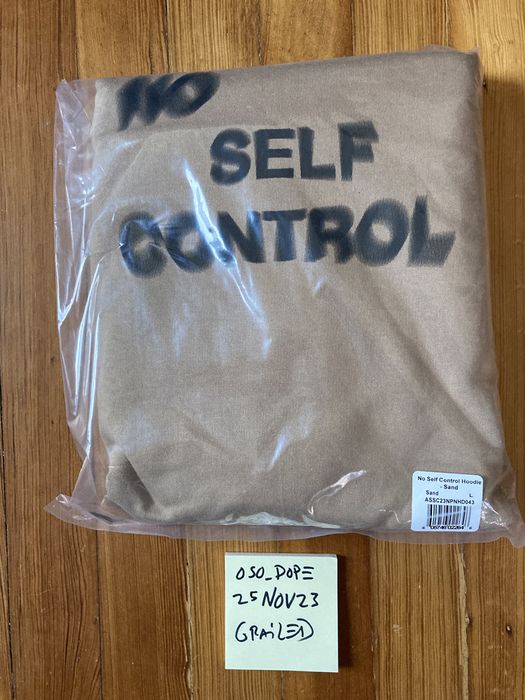 NO
SELF
CONTROL
No Self Control Hoodie
- Sand
Sand L
ASSC23NPNHD043
OSO_DOPE
25NOV23
GRAILED